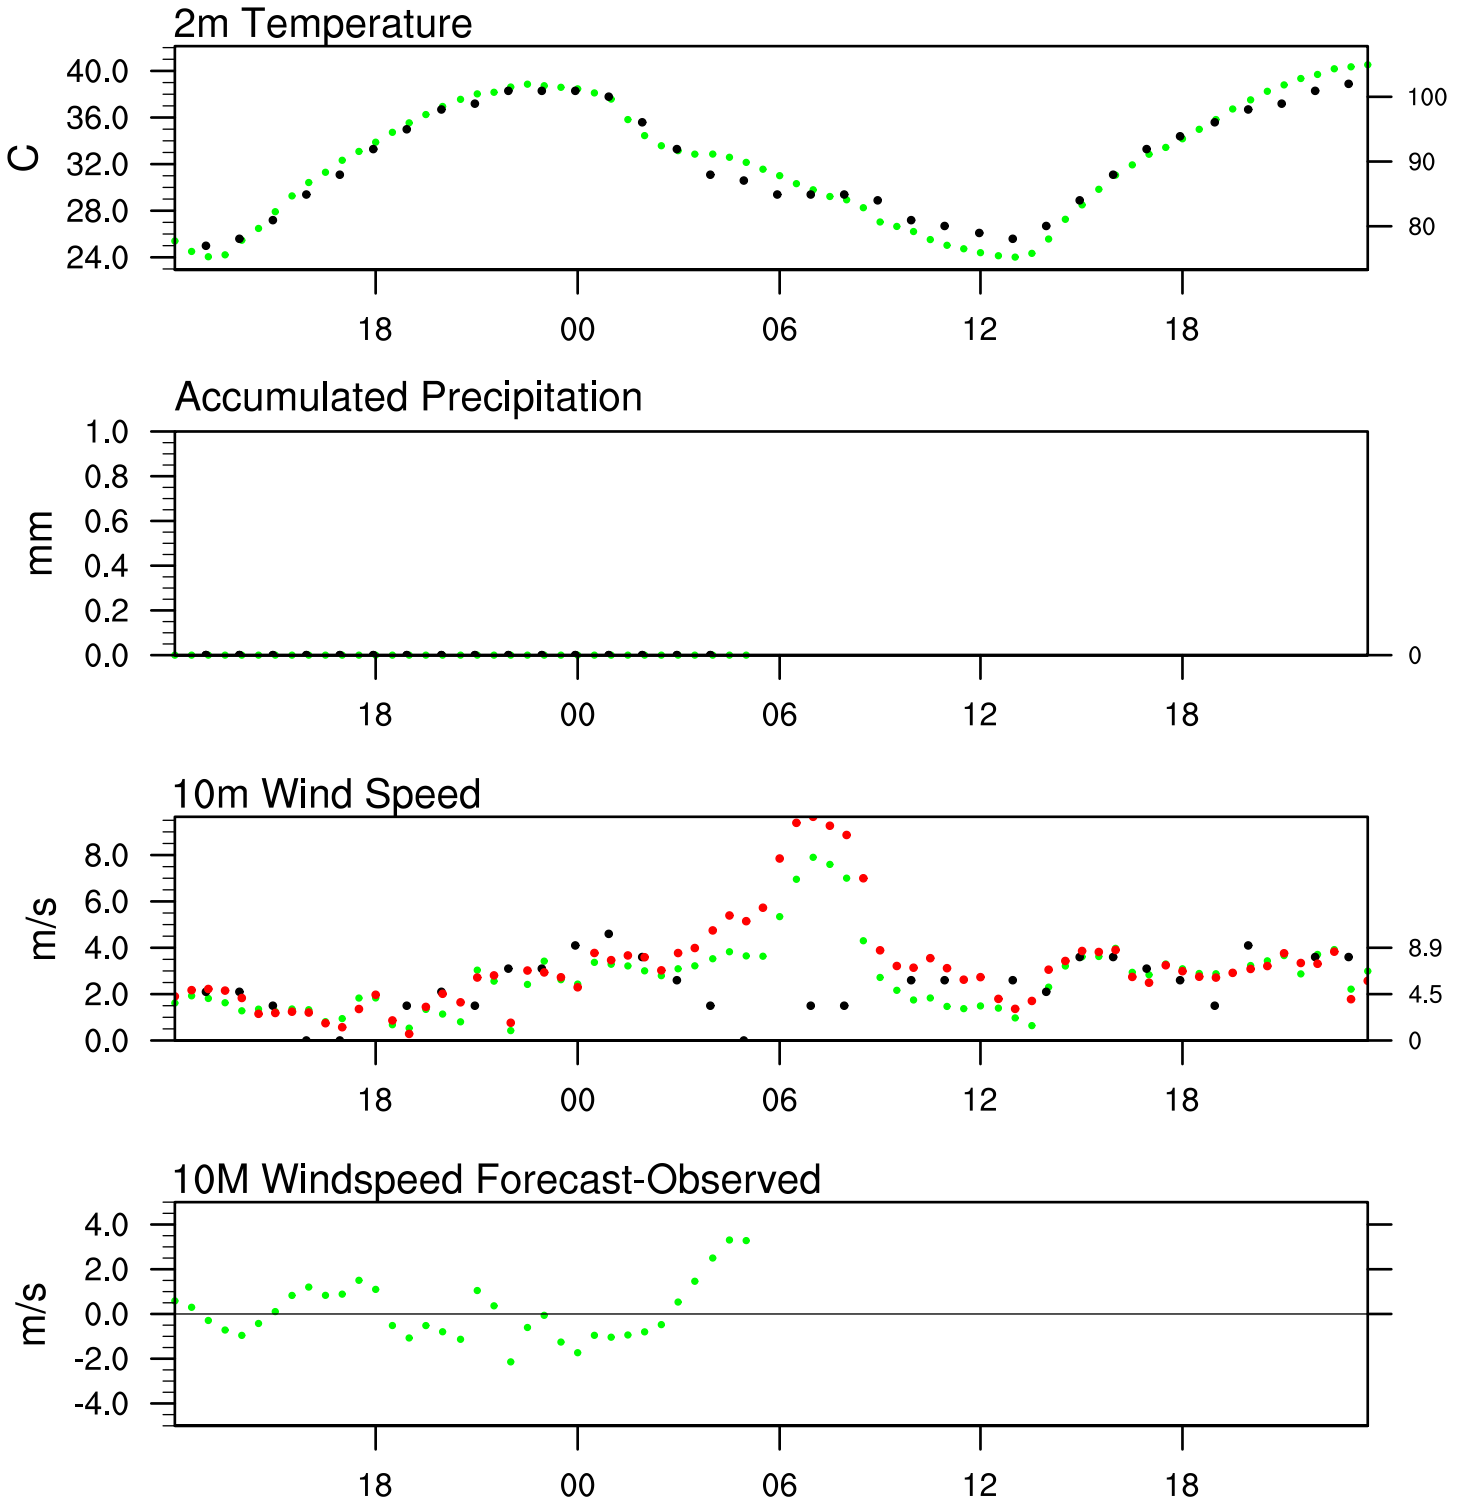 2m Temperature
40.0
36.0
32.0
28.0
24.0
C
100
90
80
18 00 06 12 18
Accumulated Precipitation
1.0
0.8
0.6
0.4
0.2
0.0
mm
0
18 00 06 12 18
10m Wind Speed
8.0
6.0
4.0
2.0
0.0
m/s
8.9
4.5
0
18 00 06 12 18
10M Windspeed Forecast-Observed
4.0
2.0
0.0
-2.0
-4.0
m/s
18 00 06 12 18